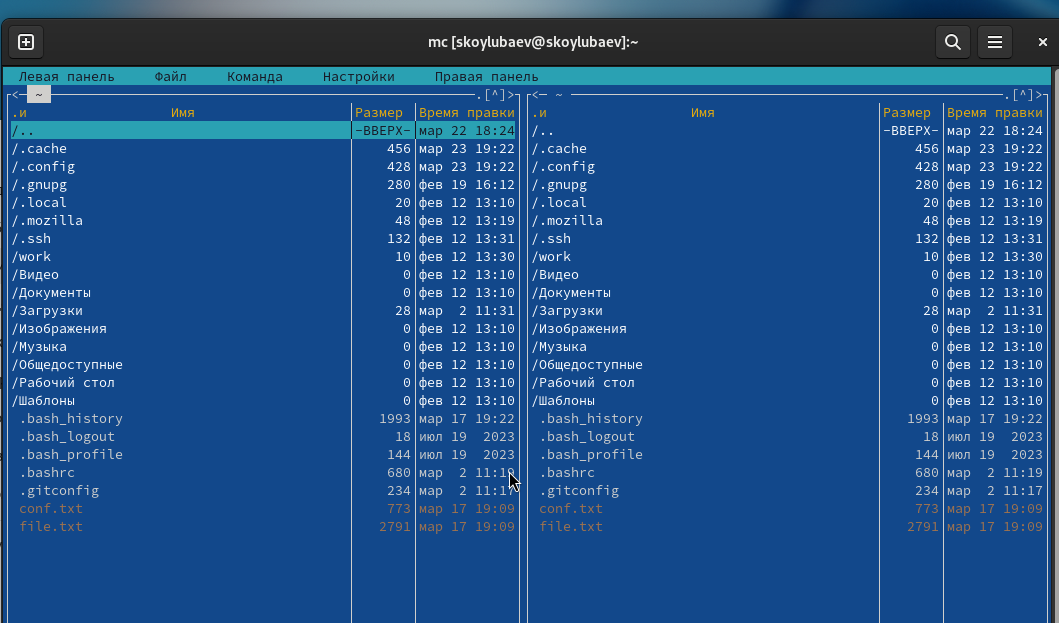 mc [skoylubaev@skoylubaev]:~
Левая панель Файл Команда Настройки Правая панель
<— ~ .[^]> <— ~ .[^]>
.и Имя Размер Время правки .и Имя Размер Время правки
/.. -ВВЕРХ- мар 22 18:24 /.. -ВВЕРХ- мар 22 18:24
/.cache 456 мар 23 19:22 /.cache 456 мар 23 19:22
/.config 428 мар 23 19:22 /.config 428 мар 23 19:22
/.gnupg 280 фев 19 16:12 /.gnupg 280 фев 19 16:12
/.local 20 фев 12 13:10 /.local 20 фев 12 13:10
/.mozilla 48 фев 12 13:19 /.mozilla 48 фев 12 13:19
/.ssh 132 фев 12 13:31 /.ssh 132 фев 12 13:31
/work 10 фев 12 13:30 /work 10 фев 12 13:30
/Видео 0 фев 12 13:10 /Видео 0 фев 12 13:10
/Документы 0 фев 12 13:10 /Документы 0 фев 12 13:10
/Загрузки 28 мар 2 11:31 /Загрузки 28 мар 2 11:31
/Изображения 0 фев 12 13:10 /Изображения 0 фев 12 13:10
/Музыка 0 фев 12 13:10 /Музыка 0 фев 12 13:10
/Общедоступные 0 фев 12 13:10 /Общедоступные 0 фев 12 13:10
/Рабочий стол 0 фев 12 13:10 /Рабочий стол 0 фев 12 13:10
/Шаблоны 0 фев 12 13:10 /Шаблоны 0 фев 12 13:10
.bash_history 1993 мар 17 19:22 .bash_history 1993 мар 17 19:22
.bash_logout 18 июл 19 2023 .bash_logout 18 июл 19 2023
.bash_profile 144 июл 19 2023 .bash_profile 144 июл 19 2023
.bashrc 680 мар 2 11:19 .bashrc 680 мар 2 11:19
.gitconfig 234 мар 2 11:17 .gitconfig 234 мар 2 11:17
conf.txt 773 мар 17 19:09 conf.txt 773 мар 17 19:09
file.txt 2791 мар 17 19:09 file.txt 2791 мар 17 19:09